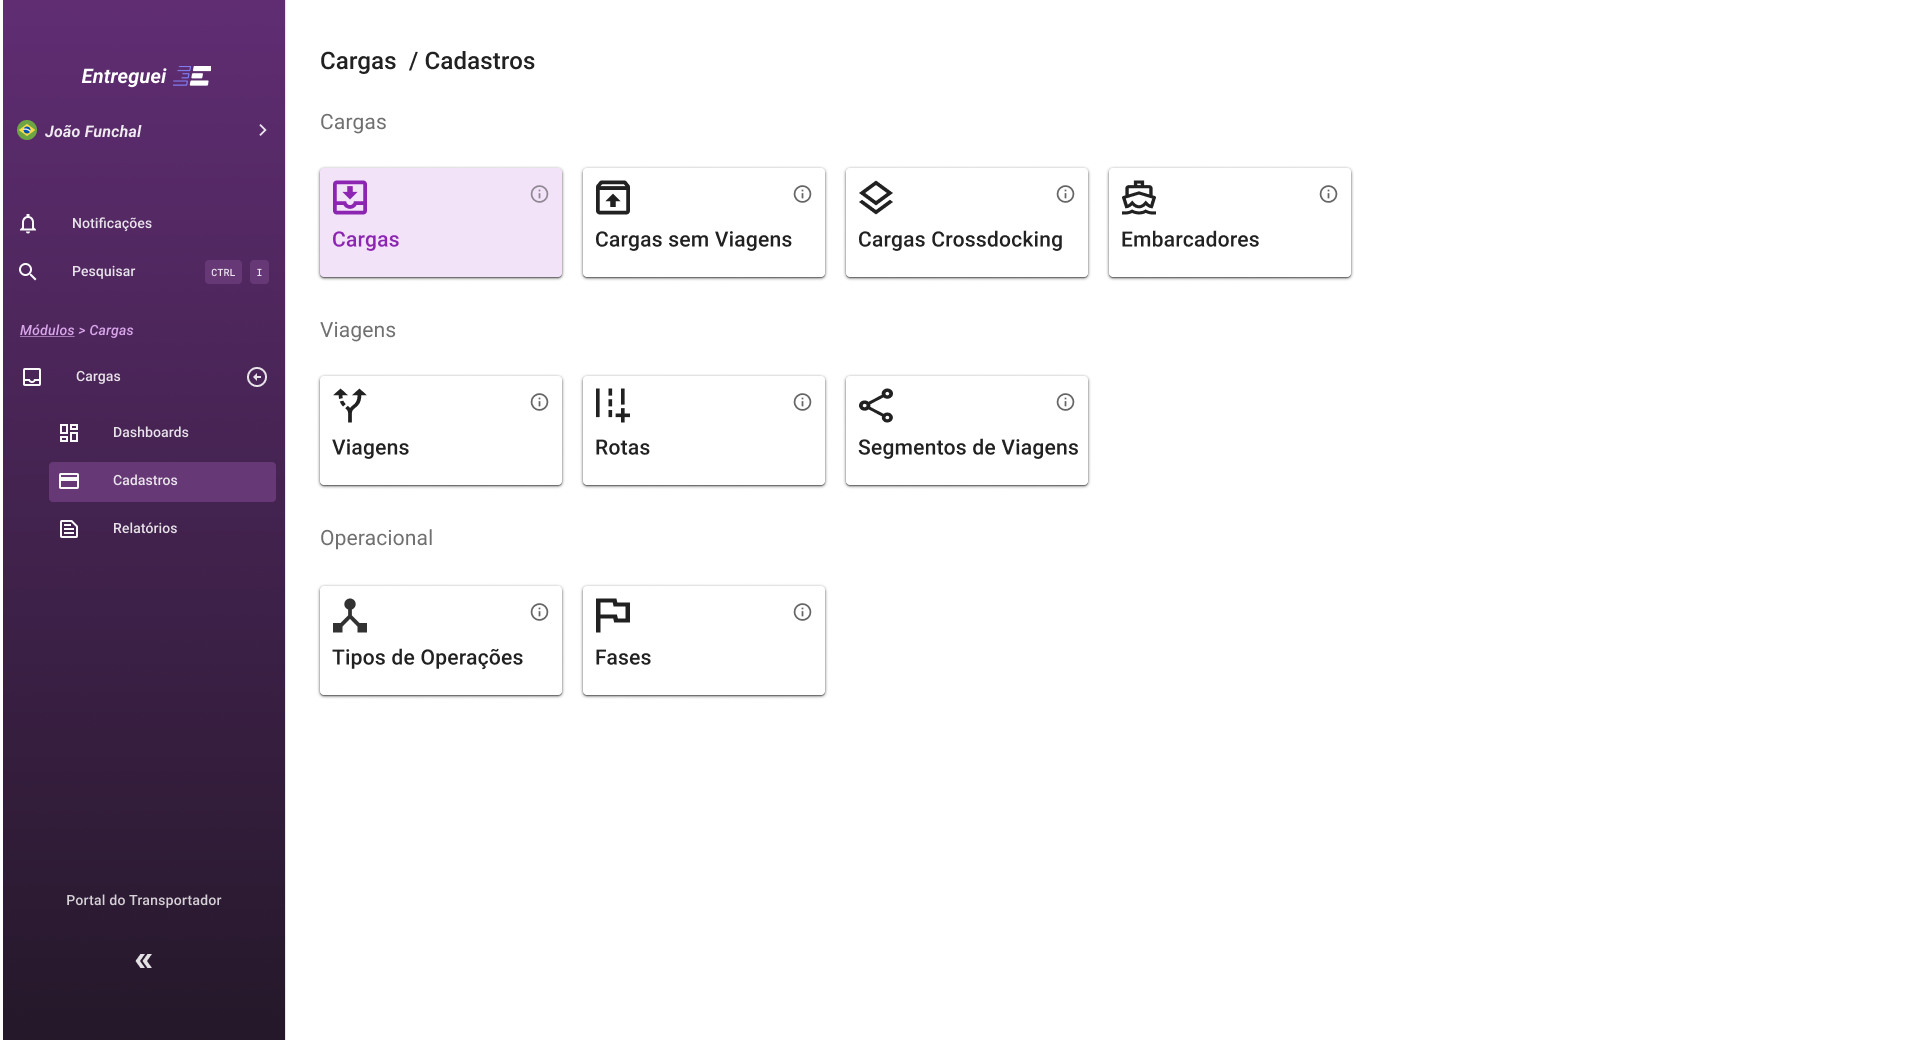 Entreguei
João Funchal
Notificações
Pesquisar CTRL I
Módulos > Cargas
Cargas
Dashboards
Cadastros
Relatórios
Portal do Transportador
Cargas / Cadastros
Cargas
Cargas
Cargas sem Viagens
Cargas Crossdocking
Embarcadores
Viagens
Viagens
Rotas
Segmentos de Viagens
Operacional
Tipos de Operações
Fases